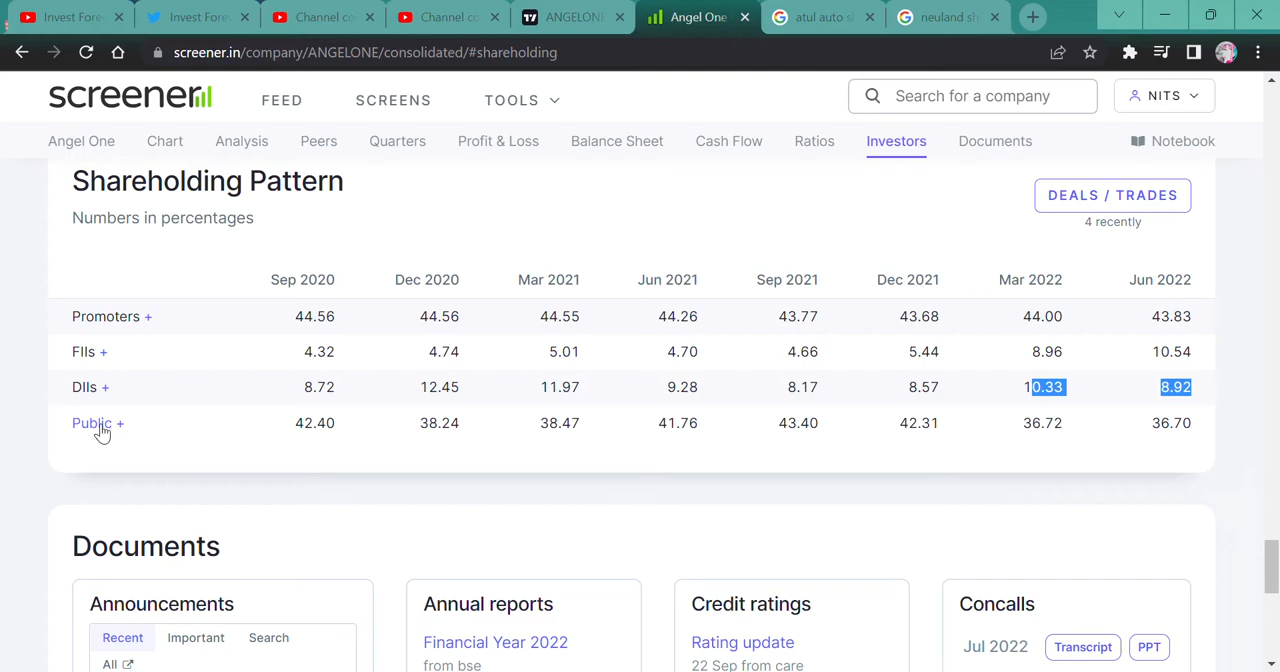 Invest Fore
Invest Forev
Channel co
Channel co
ANGELONE
Angel One
atul auto s
neuland sh
screener.in/company/ANGELONE/consolidated/#shareholding
screener
FEED
SCREENS
TOOLS
Search for a company
NITS
Angel One
Chart
Analysis
Peers
Quarters
Profit & Loss
Balance Sheet
Cash Flow
Ratios
Investors
Documents
Notebook
Shareholding Pattern
DEALS / TRADES
Numbers in percentages
4 recently
Sep 2020 Dec 2020 Mar 2021 Jun 2021 Sep 2021 Dec 2021 Mar 2022 Jun 2022
Promoters + 44.56 44.56 44.55 44.26 43.77 43.68 44.00 43.83
FIIs + 4.32 4.74 5.01 4.70 4.66 5.44 8.96 10.54
DIIs + 8.72 12.45 11.97 9.28 8.17 8.57 10.33 8.92
Public + 42.40 38.24 38.47 41.76 43.40 42.31 36.72 36.70
Documents
Announcements
Recent
Important
Search
All
Annual reports
Financial Year 2022
from bse
Credit ratings
Rating update
22 Sep from care
Concalls
Jul 2022
Transcript
PPT